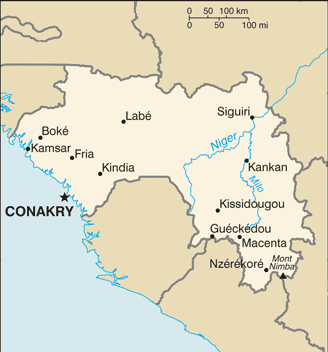 0 50 100 km
0 50 100 mi
Labé
Siguiri
Boké
Kamsar
Fria
Niger
Kankan
Kindia
Milo
CONAKRY
Kissidougou
Guéckédou
Macenta
Nzérékoré
Mont
Nimba